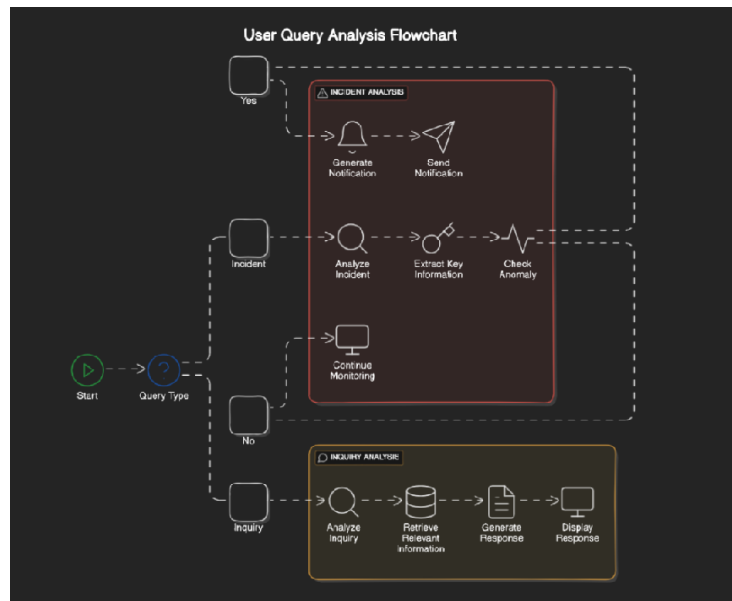 User Query Analysis Flowchart
Yes
INCIDENT ANALYSIS
Generate
Notification
Send
Notification
Incident
Analyze
Incident
Extract Key
Information
Check
Anomaly
Continue
Monitoring
Start
Query Type
No
INQUIRY ANALYSIS
Inquiry
Analyze
Inquiry
Retrieve
Relevant
Information
Generate
Response
Display
Response